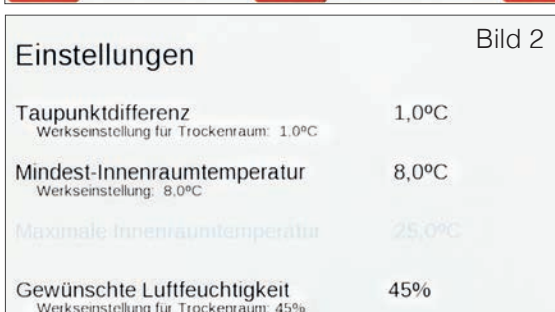 Bild 2
Einstellungen
Taupunktdifferenz 1,0ºC
Werkseinstellung für Trockenraum: 1.0ºC
Mindest-Innenraumtemperatur 8,0ºC
Werkseinstellung: 8,0ºC
Maximale Innenraumtemperatur 25,0ºC
Gewünschte Luftfeuchtigkeit 45%
Werkseinstellung für Trockenraum: 45%